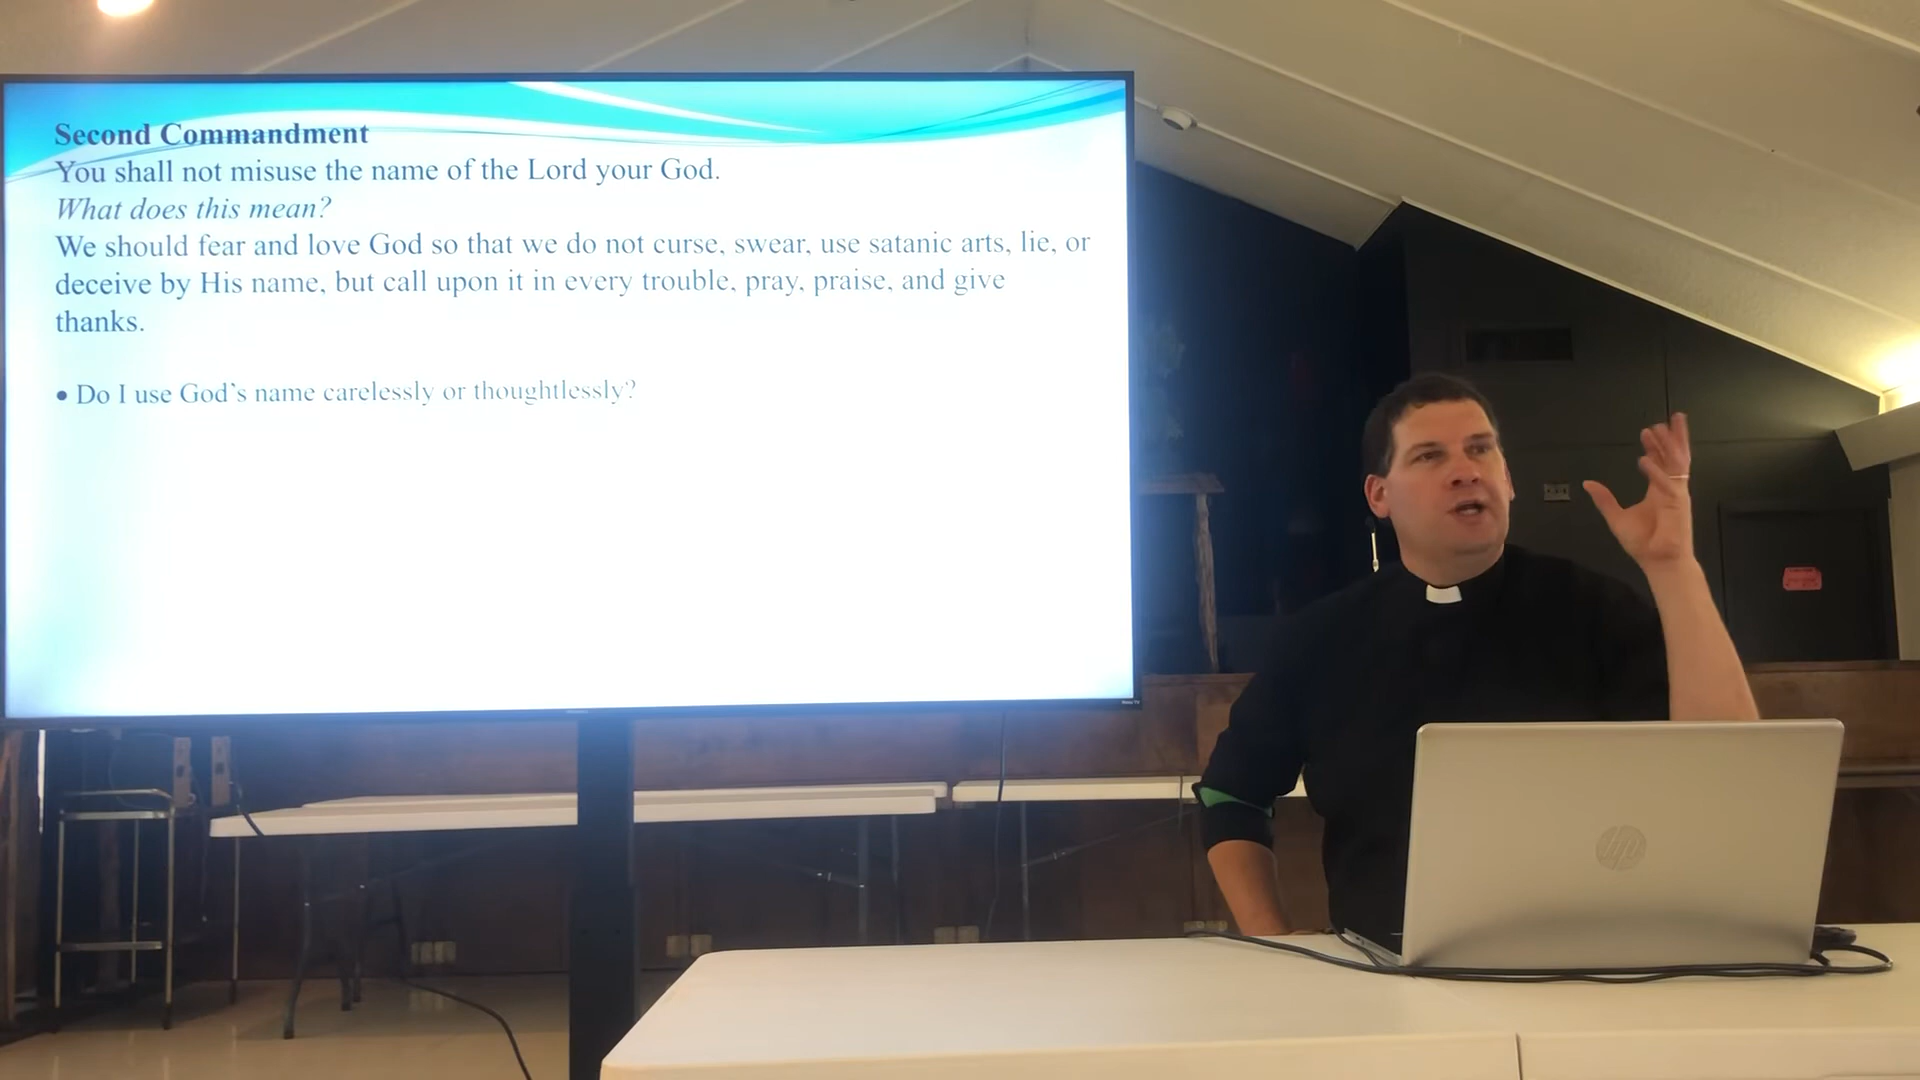 Second Commandment
You shall not misuse the name of the Lord your God.
What does this mean?
We should fear and love God so that we do not curse, swear, use satanic arts, lie, or
deceive by His name, but call upon it in every trouble, pray, praise, and give
thanks.
• Do I use God’s name carelessly or thoughtlessly?
hp